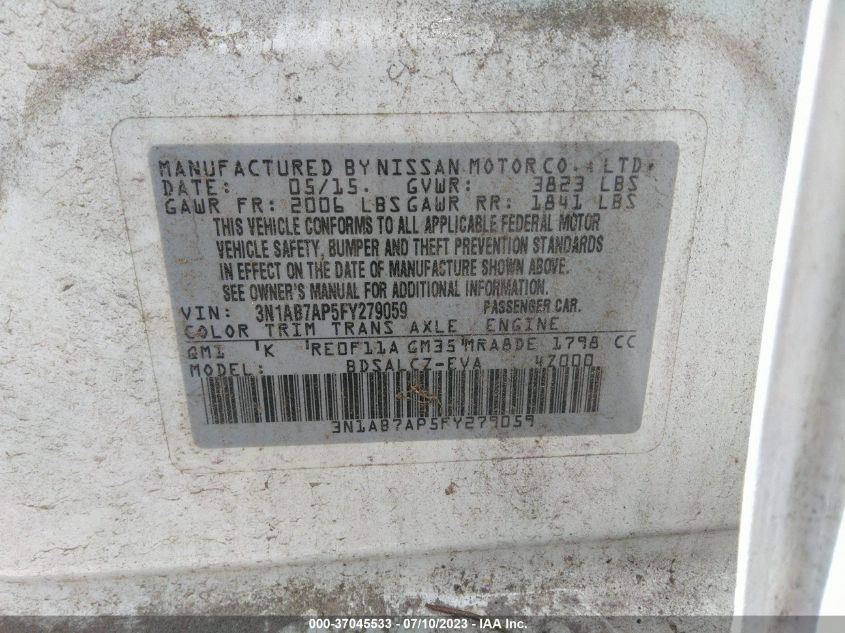 MANUFACTURED BY NISSAN MOTOR CO., LTD.
DATE: 05/15. GVWR: 3823 LBS
GAWR FR: 2006 LBS GAWR RR: 1841 LBS
THIS VEHICLE CONFORMS TO ALL APPLICABLE FEDERAL MOTOR
VEHICLE SAFETY, BUMPER AND THEFT PREVENTION STANDARDS
IN EFFECT ON THE DATE OF MANUFACTURE SHOWN ABOVE.
SEE OWNER'S MANUAL FOR ADDITIONAL INFORMATION.
VIN: 3N1AB7AP5FY279059 PASSENGER CAR.
COLOR TRIM TRANS AXLE ENGINE
QM1 K RE0F11A GM35 MRA8DE 1798 CC
MODEL: BDSALCZ-EVA 4Z000
3N1AB7AP5FY279059
000-37045533 - 07/10/2023 - IAAI.COM